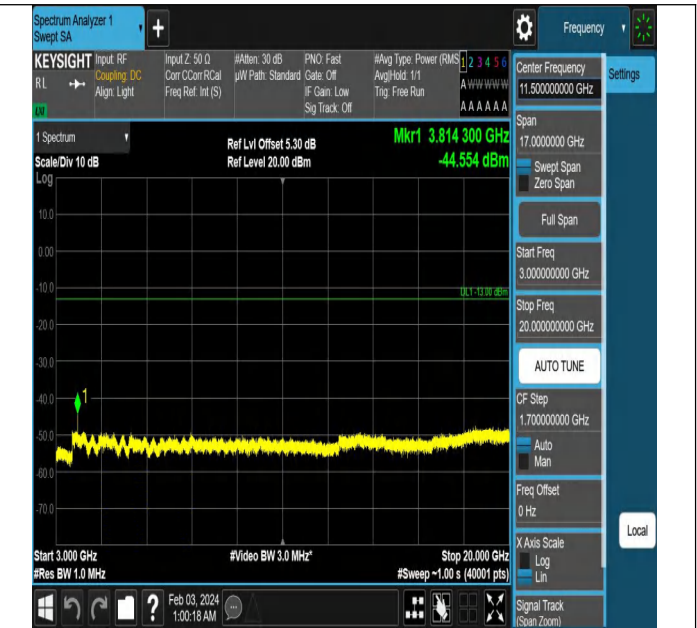 Spectrum Analyzer 1
Swept SA
+
Frequency
KEYSIGHT
RL
Input: RF
Coupling: DC
Align: Light
Input Z: 50 Ω
Corr CCorr RCal
Freq Ref: Int (S)
#Atten: 30 dB
µW Path: Standard
PNO: Fast
Gate: Off
IF Gain: Low
Sig Track: Off
#Avg Type: Power (RMS
Avg|Hold: 1/1
Trig: Free Run
1 2 3 4 5 6
A W W W W W
A A A A A A
1 Spectrum
Scale/Div 10 dB
Log
Ref Lvl Offset 5.30 dB
Ref Level 20.00 dBm
Mkr1 3.814 300 GHz
-44.554 dBm
10.0
0.00
-10.0
DL1 -13.00 dBm
-20.0
-30.0
-40.0
1
-50.0
-60.0
-70.0
Start 3.000 GHz
#Res BW 1.0 MHz
#Video BW 3.0 MHz*
Stop 20.000 GHz
#Sweep ~1.00 s (40001 pts)
?
Feb 03, 2024
1:00:18 AM
Center Frequency
11.500000000 GHz
Settings
Span
17.0000000 GHz
Swept Span
Zero Span
Full Span
Start Freq
3.000000000 GHz
Stop Freq
20.000000000 GHz
AUTO TUNE
CF Step
1.700000000 GHz
Auto
Man
Freq Offset
0 Hz
X Axis Scale
Log
Lin
Signal Track
(Span Zoom)
Local